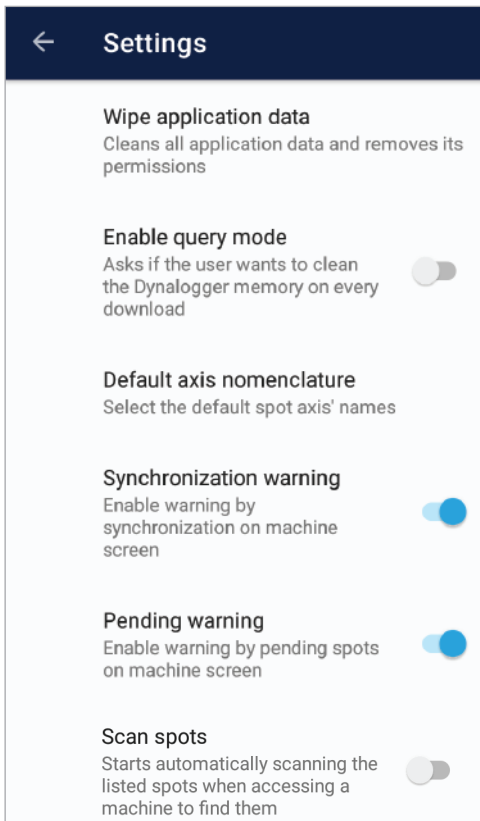 Settings
Wipe application data
Cleans all application data and removes its
permissions
Enable query mode
Asks if the user wants to clean
the Dynalogger memory on every
download
Default axis nomenclature
Select the default spot axis' names
Synchronization warning
Enable warning by
synchronization on machine
screen
Pending warning
Enable warning by pending spots
on machine screen
Scan spots
Starts automatically scanning the
listed spots when accessing a
machine to find them